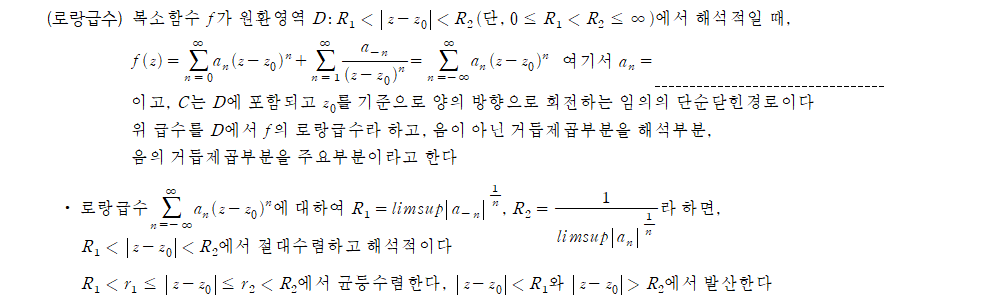 (로랑급수) 복소함수 f가 원환영역 D: R₁ < |z−z₀| < R₂ (단, 0 ≤ R₁ < R₂ ≤ ∞)에서 해석적일 때,
f(z) = ∑_{n=0}^{∞} aₙ(z−z₀)ⁿ + ∑_{n=1}^{∞} a₋ₙ/(z−z₀)ⁿ = ∑_{n=−∞}^{∞} aₙ(z−z₀)ⁿ 여기서 aₙ =
이고, C는 D에 포함되고 z₀를 기준으로 양의 방향으로 회전하는 임의의 단순닫힌경로이다
위 급수를 D에서 f의 로랑급수라 하고, 음이 아닌 거듭제곱부분을 해석부분,
음의 거듭제곱부분을 주요부분이라고 한다
・로랑급수 ∑_{n=−∞}^{∞} aₙ(z−z₀)ⁿ에 대하여 R₁ = limsup|a₋ₙ|^{1/n}, R₂ = 1/(limsup|aₙ|^{1/n})라 하면,
R₁ < |z−z₀| < R₂에서 절대수렴하고 해석적이다
R₁ < r₁ ≤ |z−z₀| ≤ r₂ < R₂에서 균등수렴한다, |z−z₀| < R₁와 |z−z₀| > R₂에서 발산한다